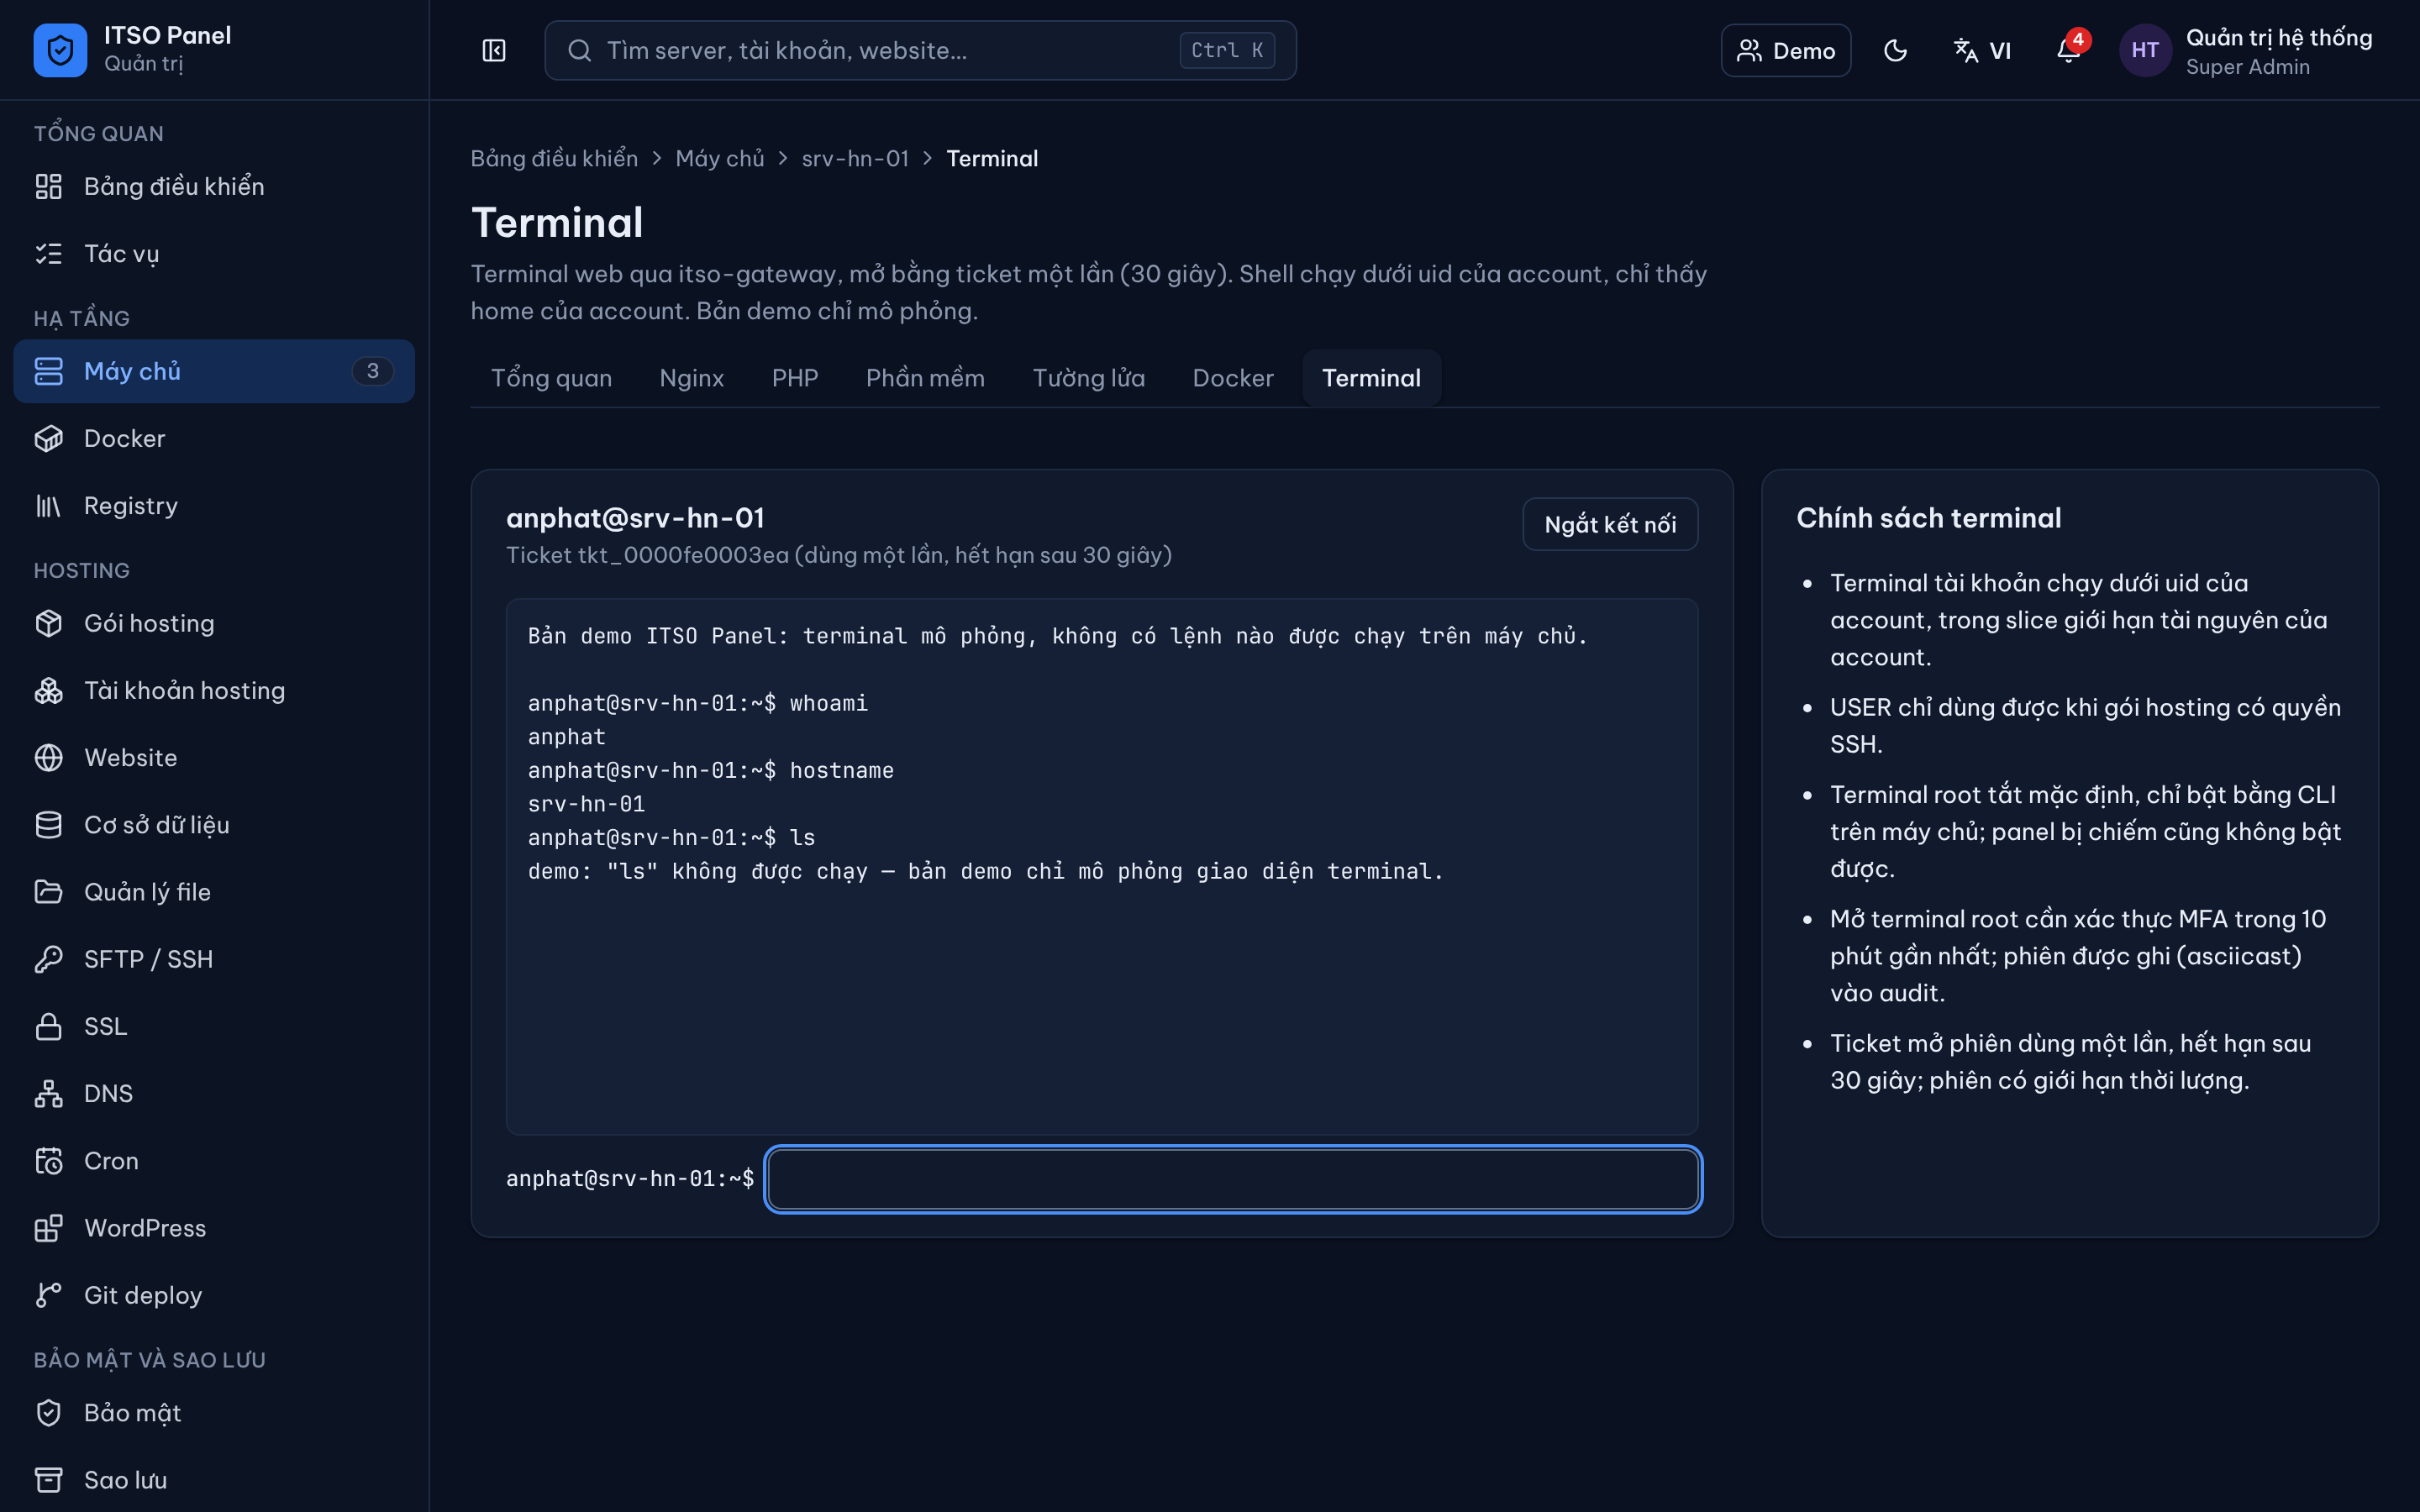 ITSO Panel
Quản trị
Tìm server, tài khoản, website...
Ctrl K
Demo
VI
4
HT
Quản trị hệ thống
Super Admin
TỔNG QUAN
Bảng điều khiển
Tác vụ
HẠ TẦNG
Máy chủ
3
Docker
Registry
HOSTING
Gói hosting
Tài khoản hosting
Website
Cơ sở dữ liệu
Quản lý file
SFTP / SSH
SSL
DNS
Cron
WordPress
Git deploy
BẢO MẬT VÀ SAO LƯU
Bảo mật
Sao lưu
Bảng điều khiển > Máy chủ > srv-hn-01 > Terminal
Terminal
Terminal web qua itso-gateway, mở bằng ticket một lần (30 giây). Shell chạy dưới uid của account, chỉ thấy
home của account. Bản demo chỉ mô phỏng.
Tổng quan
Nginx
PHP
Phần mềm
Tường lửa
Docker
Terminal
anphat@srv-hn-01
Ticket tkt_0000fe0003ea (dùng một lần, hết hạn sau 30 giây)
Ngắt kết nối
Bản demo ITSO Panel: terminal mô phỏng, không có lệnh nào được chạy trên máy chủ.
anphat@srv-hn-01:~$ whoami
anphat
anphat@srv-hn-01:~$ hostname
srv-hn-01
anphat@srv-hn-01:~$ ls
demo: "ls" không được chạy — bản demo chỉ mô phỏng giao diện terminal.
anphat@srv-hn-01:~$
Chính sách terminal
• Terminal tài khoản chạy dưới uid của
account, trong slice giới hạn tài nguyên của
account.
• USER chỉ dùng được khi gói hosting có quyền
SSH.
• Terminal root tắt mặc định, chỉ bật bằng CLI
trên máy chủ; panel bị chiếm cũng không bật
được.
• Mở terminal root cần xác thực MFA trong 10
phút gần nhất; phiên được ghi (asciicast)
vào audit.
• Ticket mở phiên dùng một lần, hết hạn sau
30 giây; phiên có giới hạn thời lượng.